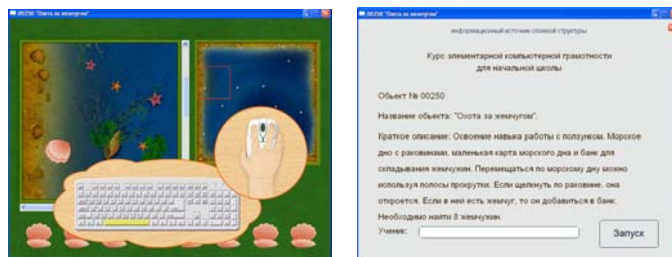 00250 "Охота за жемчугом"
00250 "Охота за жемчугом"
информационный источник сложной структуры
Курс элементарной компьютерной грамотности
для начальной школы
Объект № 00250
Название объекта: "Охота за жемчугом".
Краткое описание: Освоение навыка работы с ползунком. Морское
дно с раковинами, маленькая карта морского дна и банк для
складывания жемчужин. Перемещаться по морскому дну можно
используя полосы прокрутки. Если щелкнуть по раковине, она
откроется. Если в ней есть жемчуг, то он добавиться в банк.
Необходимо найти 8 жемчужин.
Ученик:
Запуск